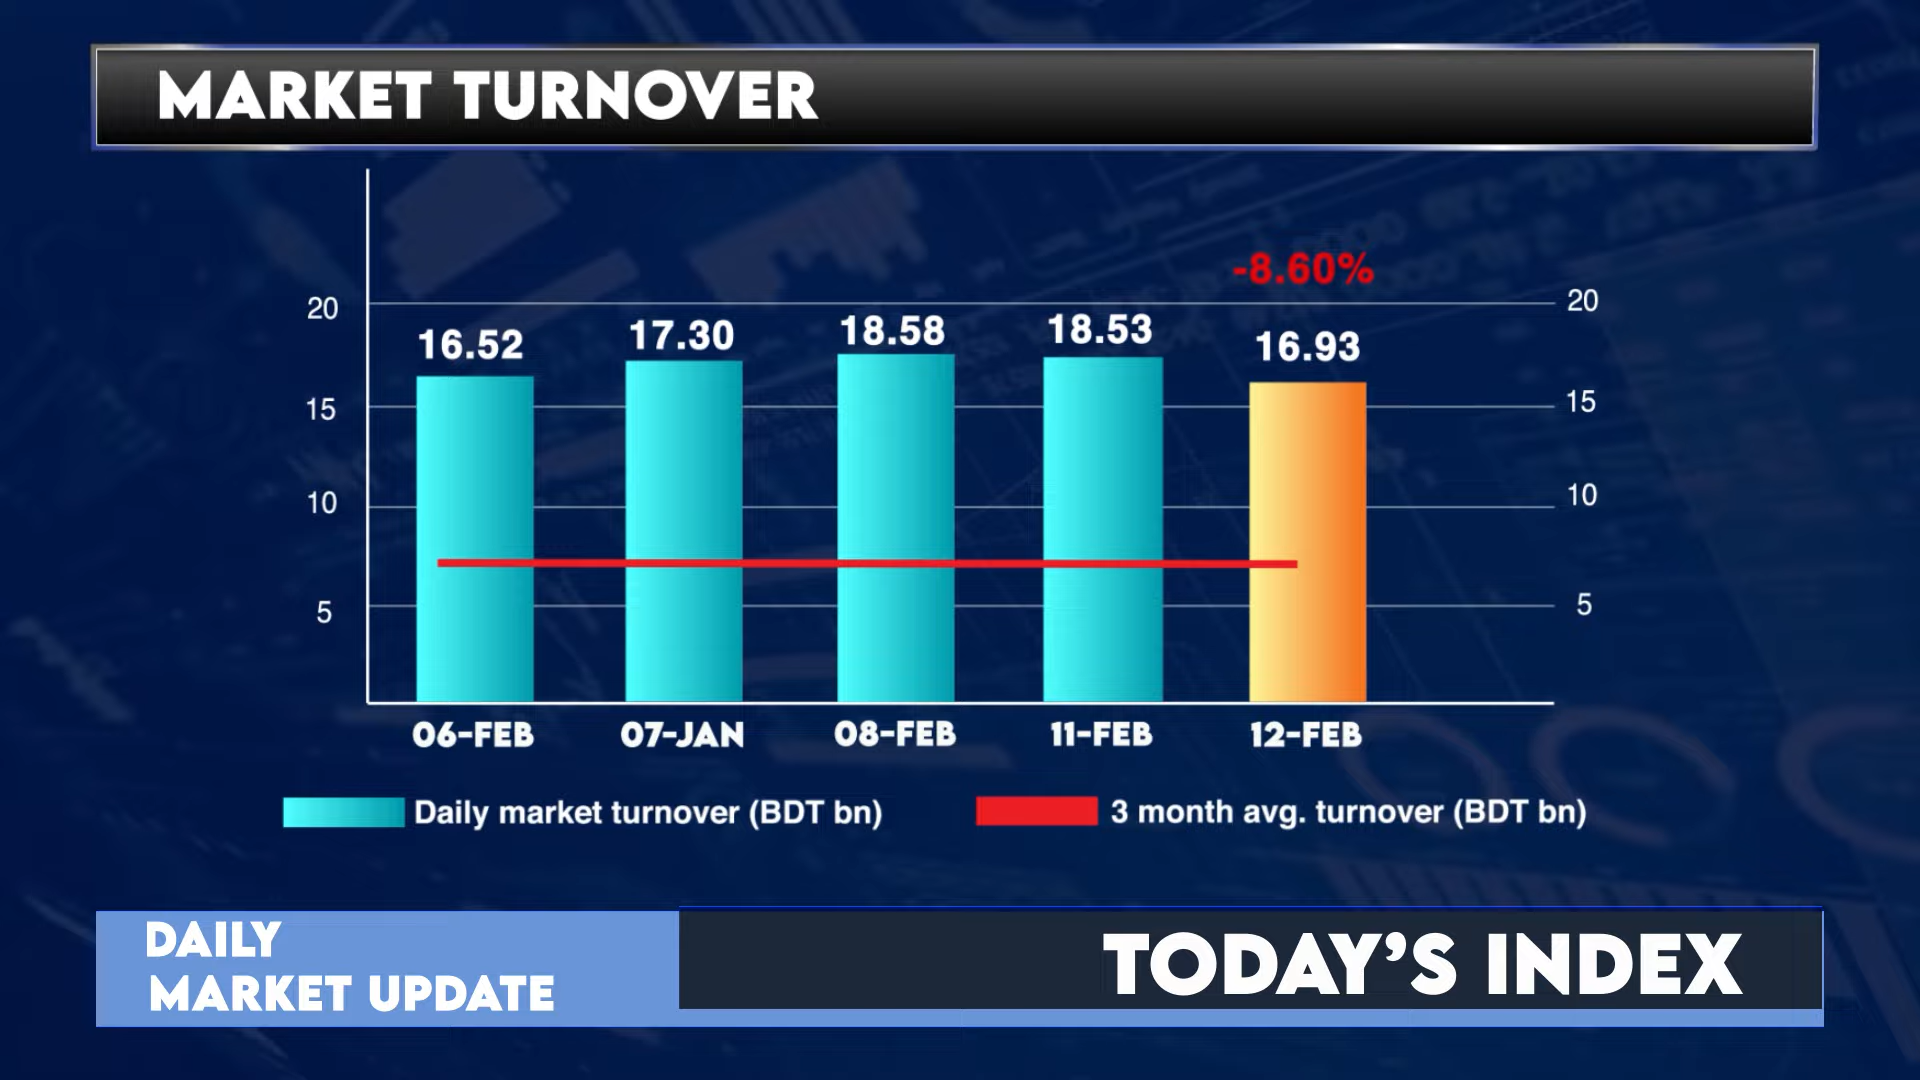 MARKET TURNOVER
-8.60%
20
20
16.52
17.30
18.58
18.53
16.93
15
15
10
10
5
5
06-FEB
07-JAN
08-FEB
11-FEB
12-FEB
Daily market turnover (BDT bn)
3 month avg. turnover (BDT bn)
DAILY
MARKET UPDATE
TODAY'S INDEX